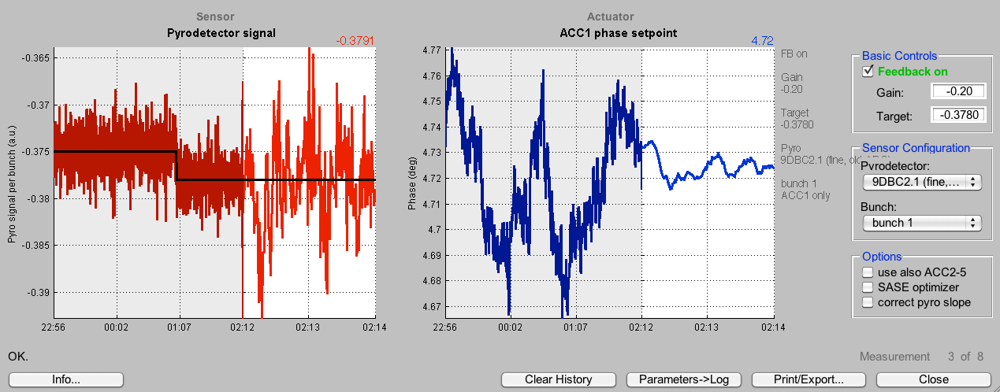 Sensor
Pyrodetector signal
-0.3791
Pyro signal per bunch (a.u.)
-0.365
-0.37
-0.375
-0.38
-0.385
-0.39
22:56 00:02 01:07 02:12 02:13 02:14
Actuator
ACC1 phase setpoint
4.72
Phase (deg)
4.77
4.76
4.75
4.74
4.73
4.72
4.71
4.7
4.69
4.68
4.67
22:56 00:02 01:07 02:12 02:13 02:14
FB on
Gain
-0.20
Target
-0.3780
Pyro
9DBC2.1 (fine, old ADC)
bunch 1
ACC1 only
Basic Controls
Feedback on
Gain: -0.20
Target: -0.3780
Sensor Configuration
Pyrodetector:
9DBC2.1 (fine,...
Bunch:
bunch 1
Options
use also ACC2-5
SASE optimizer
correct pyro slope
OK.
Measurement 3 of 8
Info... Clear History Parameters->Log Print/Export... Close